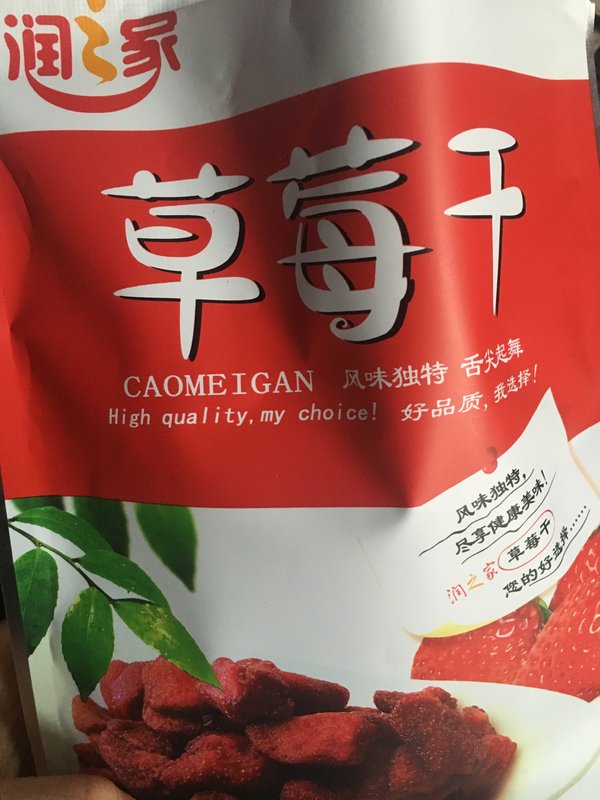 润之家
草莓干
CAOMEIGAN 风味独特 舌尖起舞
High quality,my choice! 好品质,我选择!
风味独特,
尽享健康美味!
润之家 草莓干
您的好选择......